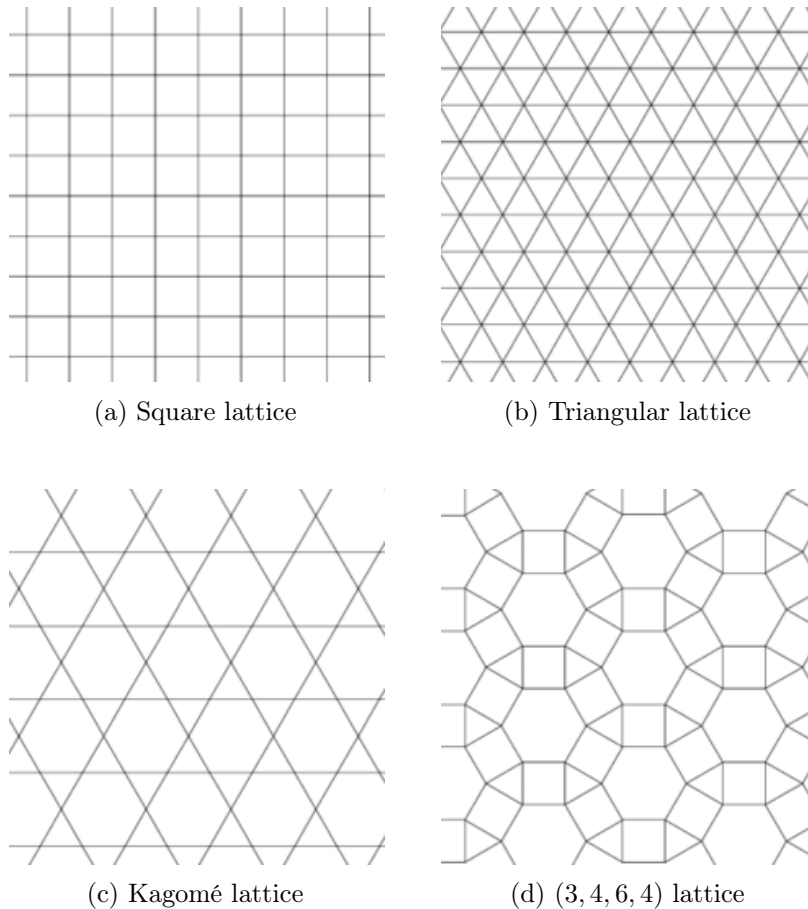 (a) Square lattice
(b) Triangular lattice
(c) Kagomé lattice
(d) (3, 4, 6, 4) lattice